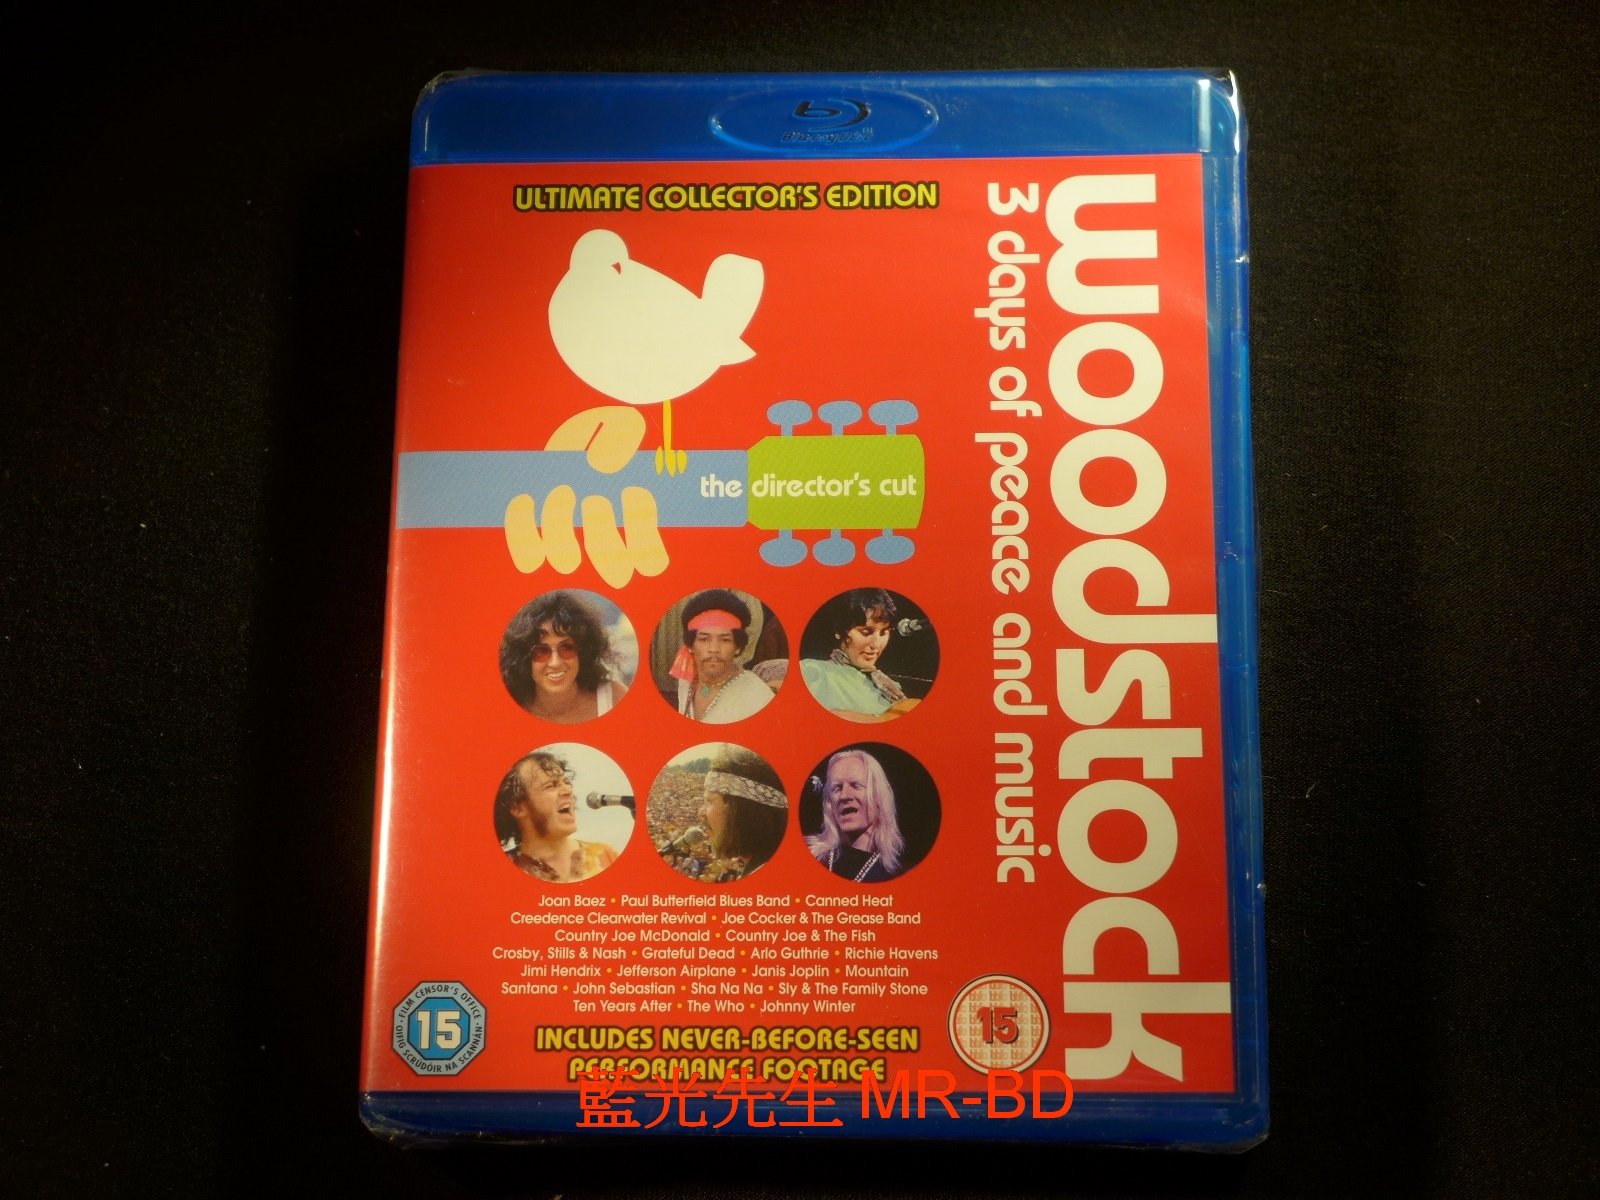 Blu-ray Disc
ULTIMATE COLLECTOR'S EDITION
woodstock
3 days of peace and music
the director's cut
Joan Baez • Paul Butterfield Blues Band • Canned Heat
Creedence Clearwater Revival • Joe Cocker & The Grease Band
Country Joe McDonald • Country Joe & The Fish
Crosby, Stills & Nash • Grateful Dead • Arlo Guthrie • Richie Havens
Jimi Hendrix • Jefferson Airplane • Janis Joplin • Mountain
Santana • John Sebastian • Sha Na Na • Sly & The Family Stone
Ten Years After • The Who • Johnny Winter
INCLUDES NEVER-BEFORE-SEEN
PERFORMANCE FOOTAGE
FILM CENSOR'S OFFICE
15
OIFIG SCRÚDÓIR NA SCANNÁN
15
藍光先生 MR-BD